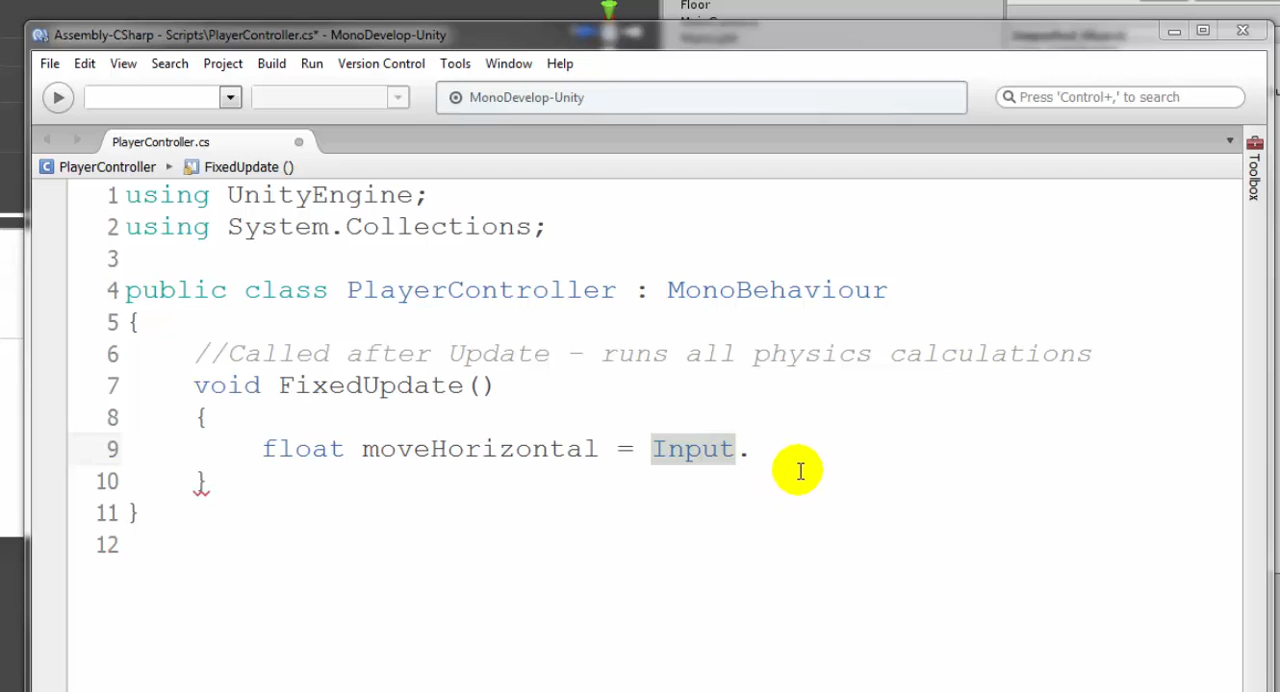 Floor
Assembly-CSharp - Scripts\PlayerController.cs* - MonoDevelop-Unity
File Edit View Search Project Build Run Version Control Tools Window Help
MonoDevelop-Unity
Press 'Control+,' to search
PlayerController.cs
PlayerController FixedUpdate ()
Toolbox
1 using UnityEngine;
2 using System.Collections;
3
4 public class PlayerController : MonoBehaviour
5 {
6 //Called after Update - runs all physics calculations
7 void FixedUpdate()
8 {
9 float moveHorizontal = Input.
10 }
11 }
12